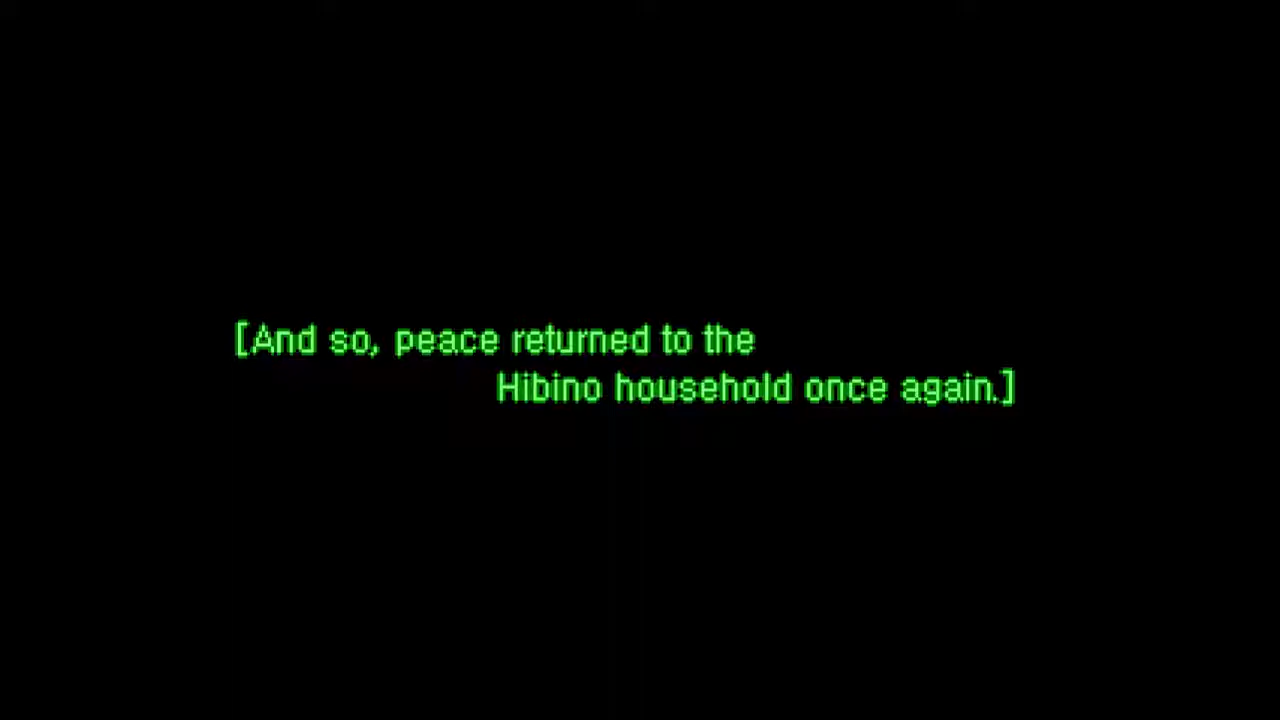 [And so, peace returned to the
Hibino household once again.]